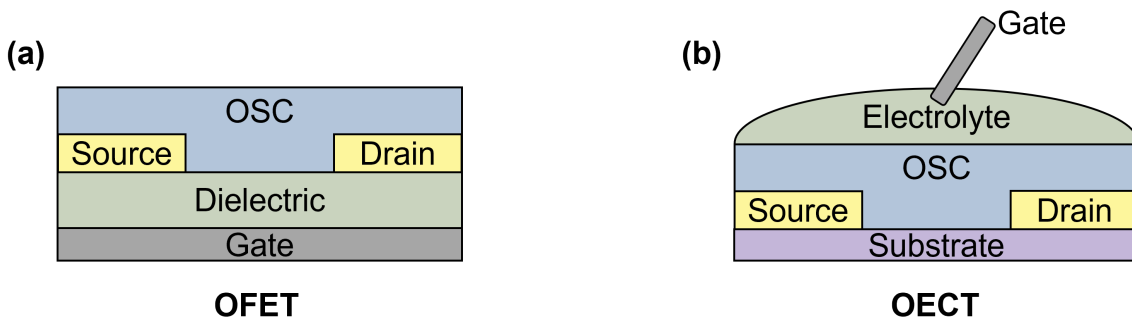 (a)
OSC
Source
Drain
Dielectric
Gate
OFET
(b)
Gate
Electrolyte
OSC
Source
Drain
Substrate
OECT